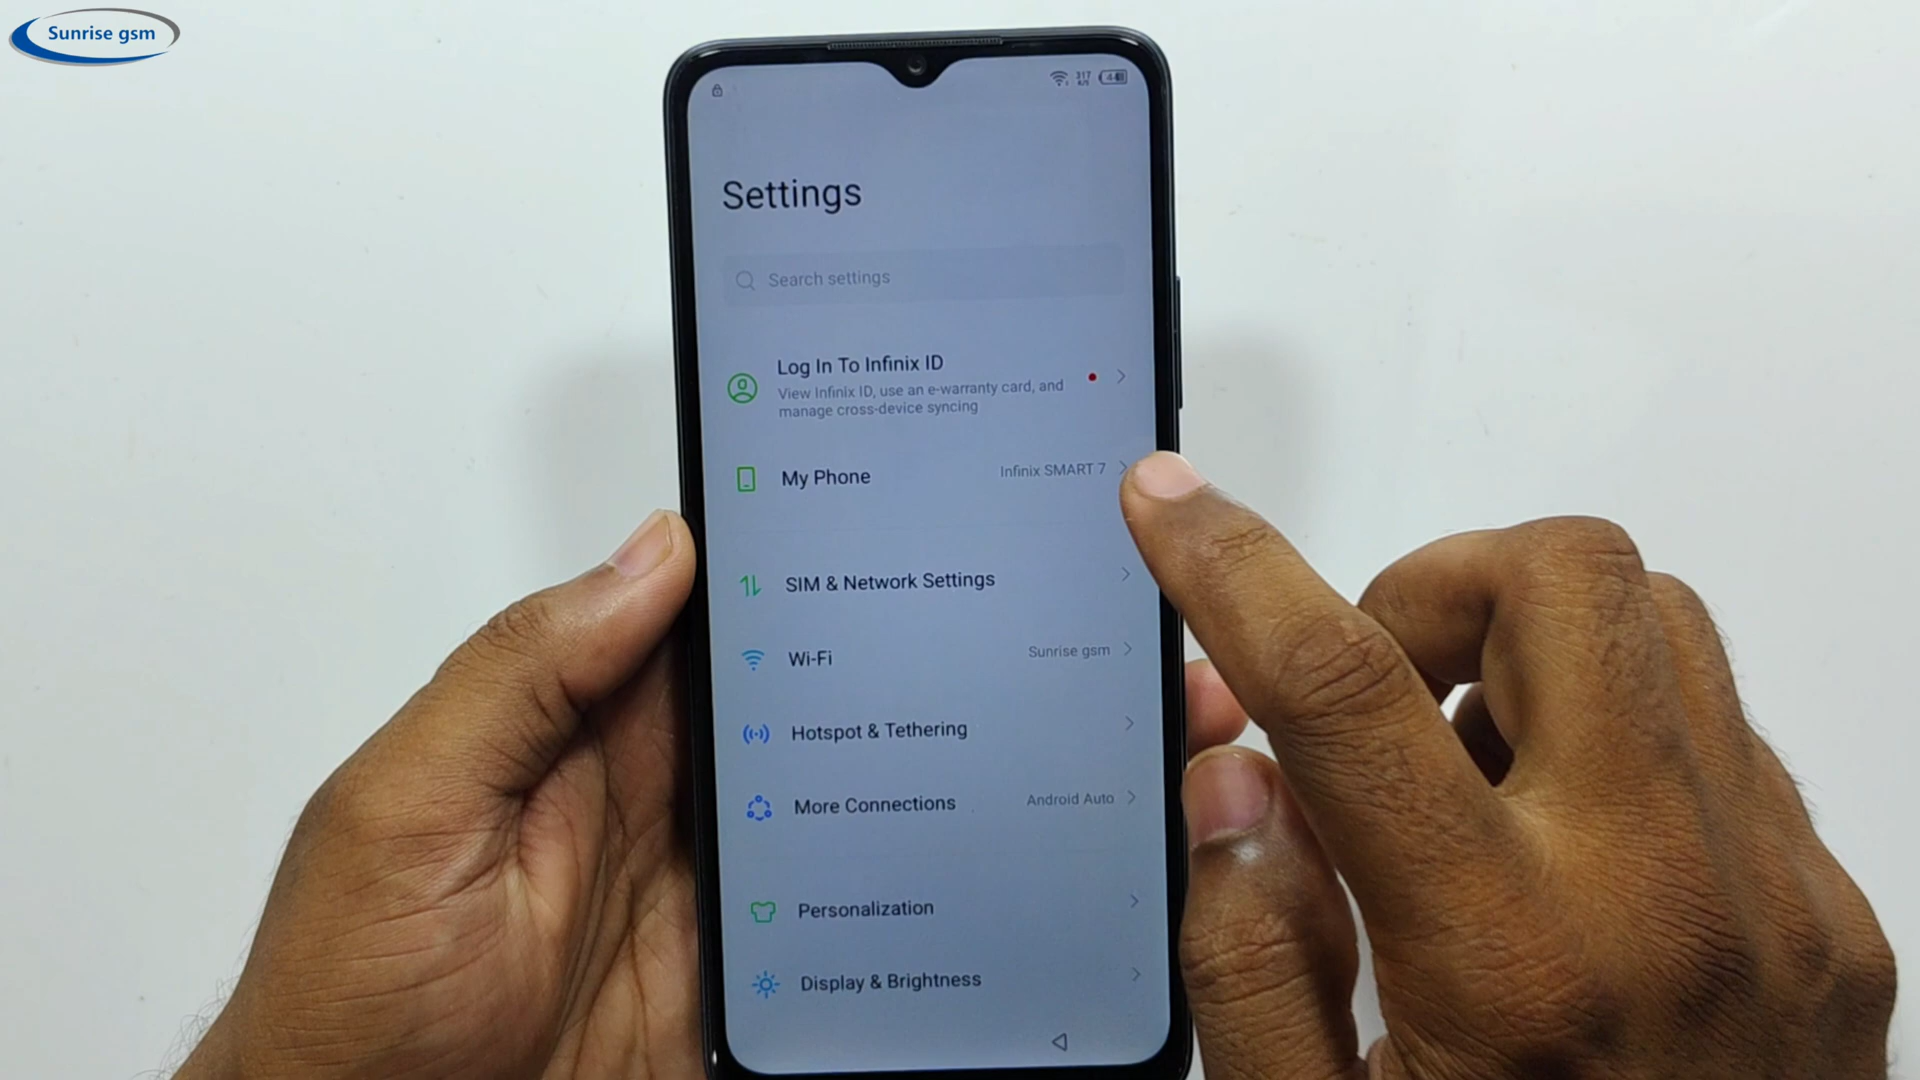 Sunrise gsm
317
Settings
Search settings
Log In To Infinix ID
View Infinix ID, use an e-warranty card, and
manage cross-device syncing
My Phone
Infinix SMART 7
SIM & Network Settings
Wi-Fi
Sunrise gsm
Hotspot & Tethering
More Connections
Android Auto
Personalization
Display & Brightness